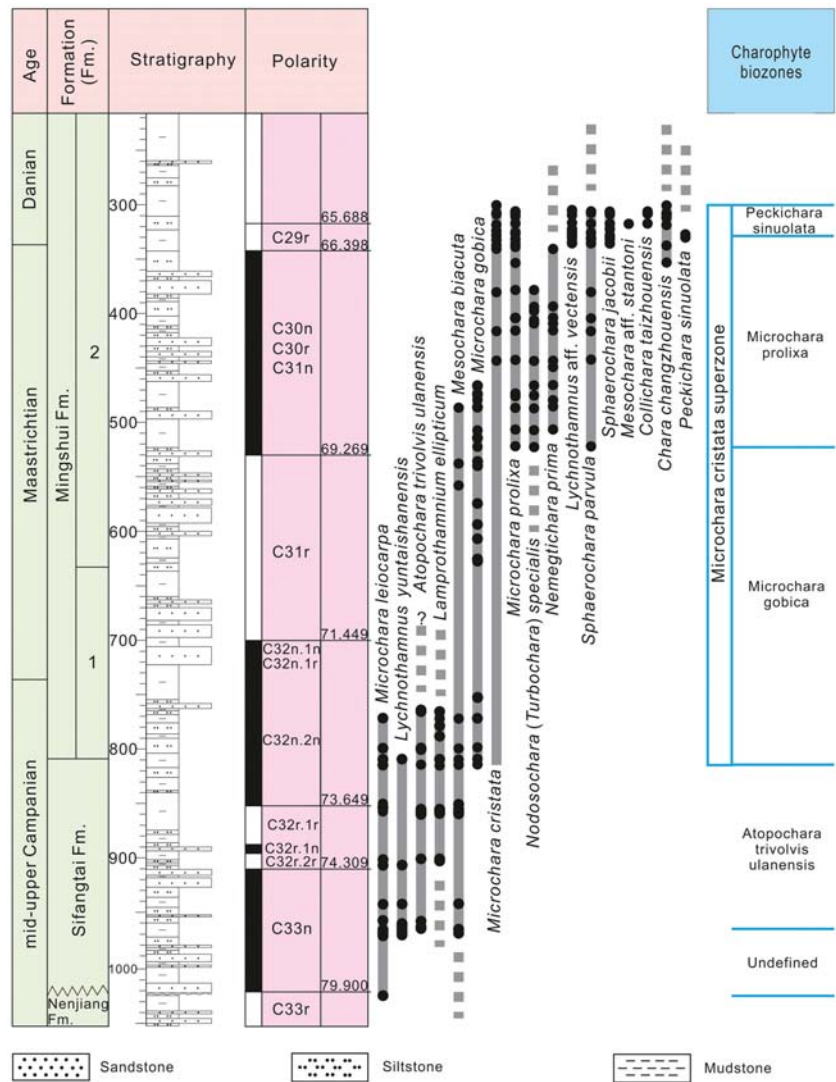 Age
Formation
(Fm.)
Stratigraphy
Polarity
Charophyte
biozones
Danian
Maastrichtian
mid-upper Campanian
Mingshui Fm.
2
1
Sifangtai Fm.
Nenjiang
Fm.
300
400
500
600
700
800
900
1000
C29r
C30n
C30r
C31n
C31r
C32n.1n
C32n.1r
C32n.2n
C32r.1r
C32r.1n
C32r.2r
C33n
C33r
65.688
66.398
69.269
71.449
73.649
74.309
79.900
Microchara leiocarpa
Lychnothamnus yuntaishanensis
Atopochara trivolvis ulanensis
?
Lamprothamnium ellipticum
Mesochara biacuta
Microchara gobica
Microchara cristata
Microchara prolixa
Nodosochara (Turbochara) specialis
Nemegtichara prima
Lychnothamnus aff. vectensis
Sphaerochara parvula
Sphaerochara jacobii
Mesochara aff. stantoni
Collichara taizhouensis
Chara changzhouensis
Peckichara sinuolata
Microchara cristata superzone
Peckichara
sinuolata
Microchara
prolixa
Microchara
gobica
Atopochara
trivolvis
ulanensis
Undefined
Sandstone
Siltstone
Mudstone